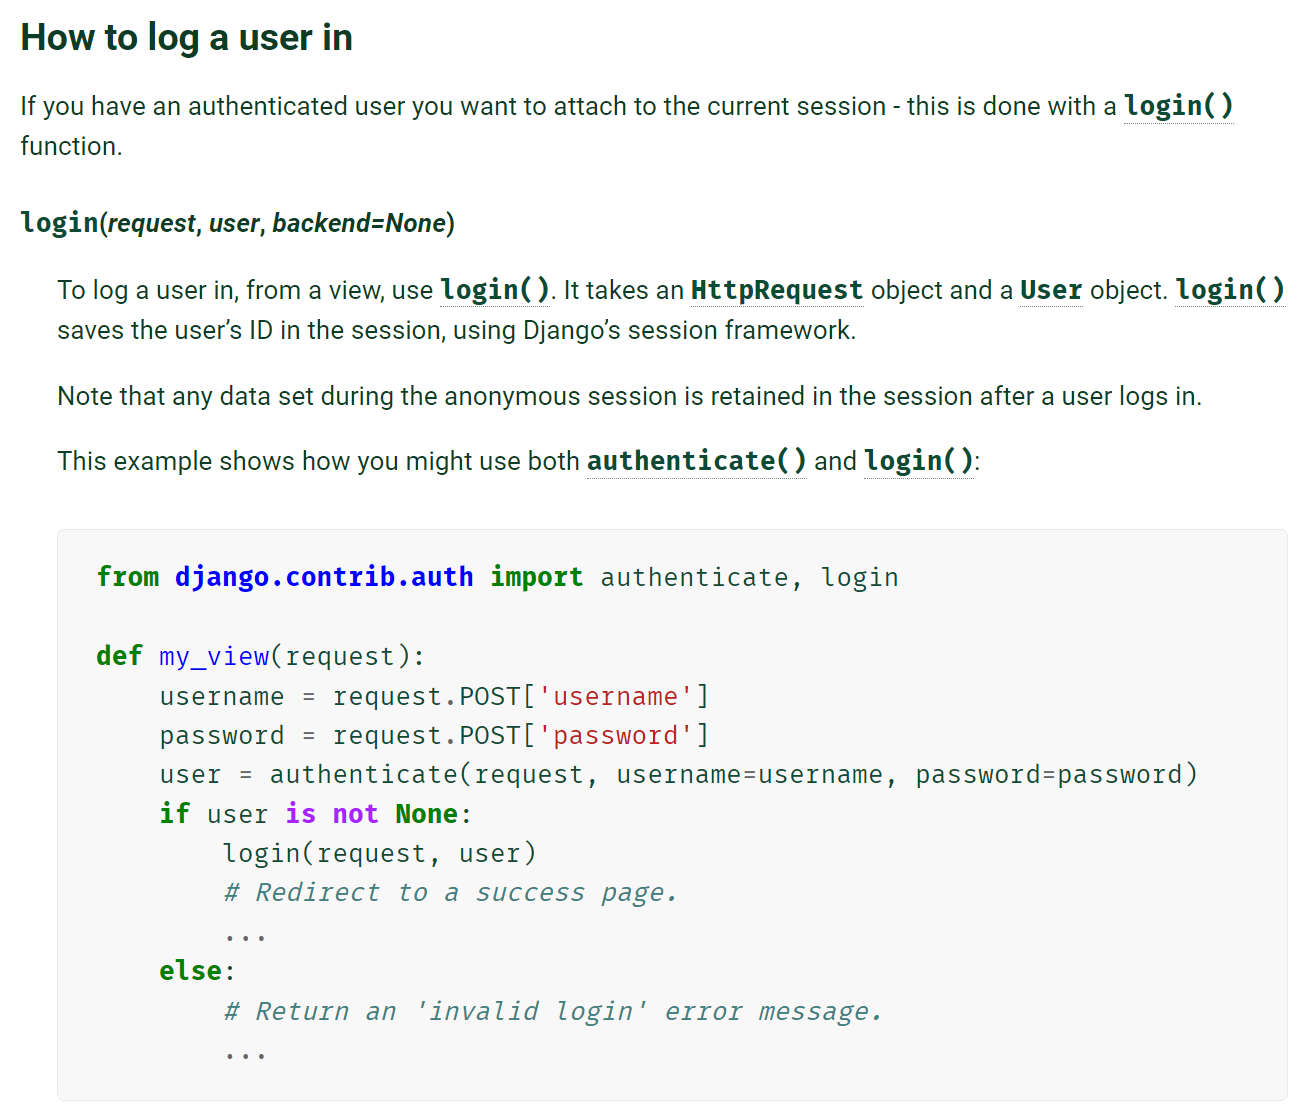 How to log a user in
If you have an authenticated user you want to attach to the current session - this is done with a login()
function.
login(request, user, backend=None)
To log a user in, from a view, use login(). It takes an HttpRequest object and a User object. login()
saves the user’s ID in the session, using Django’s session framework.
Note that any data set during the anonymous session is retained in the session after a user logs in.
This example shows how you might use both authenticate() and login():
from django.contrib.auth import authenticate, login
def my_view(request):
    username = request.POST['username']
    password = request.POST['password']
    user = authenticate(request, username=username, password=password)
    if user is not None:
        login(request, user)
        # Redirect to a success page.
        ...
    else:
        # Return an 'invalid login' error message.
        ...